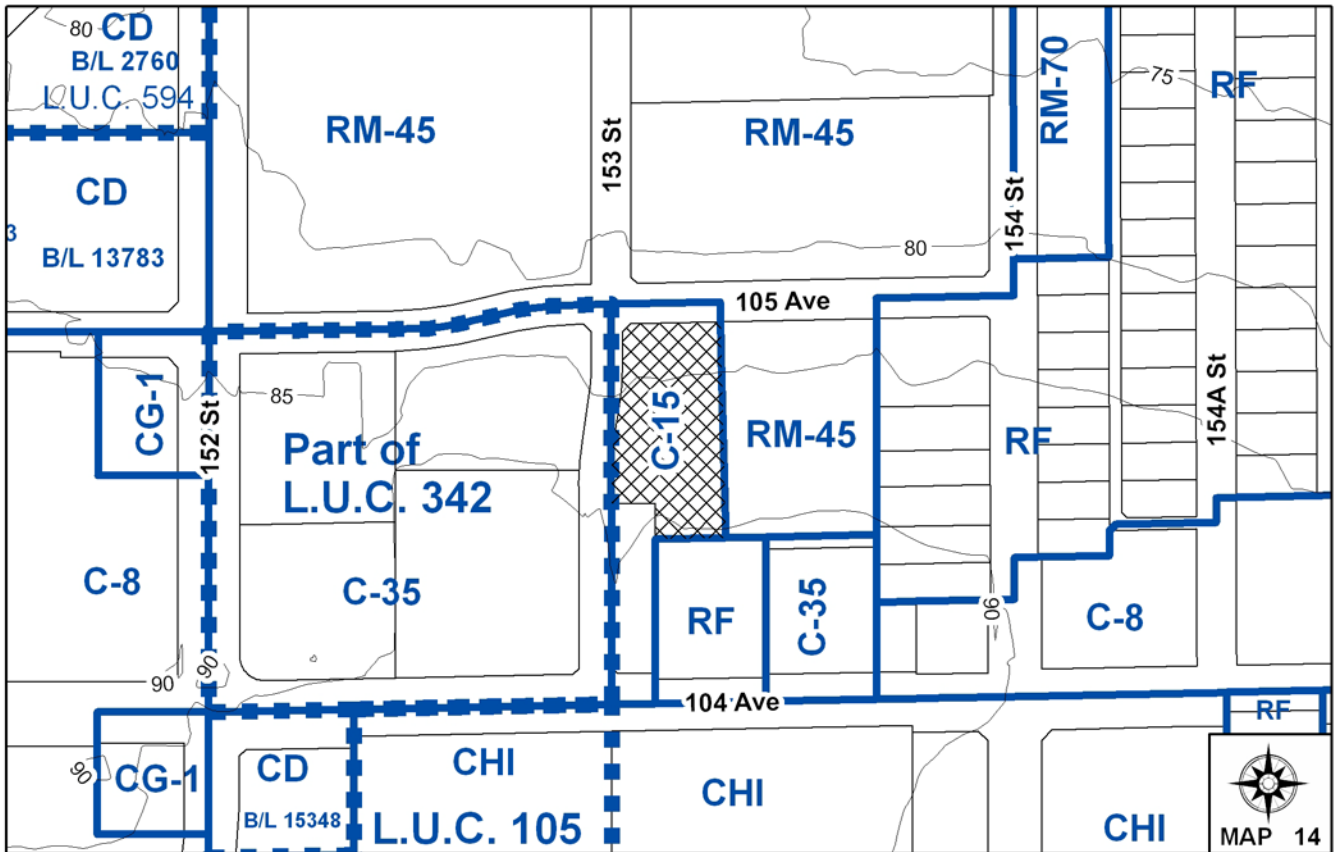 80
CD
B/L 2760
L.U.C. 594
RM-45
153 St
RM-45
RM-70
75
RF
CD
3
B/L 13783
154 St
80
105 Ave
CG-1
152 St
85
Part of
L.U.C. 342
C-15
RM-45
RF
154A St
C-8
C-35
RF
C-35
90
C-8
90
90
104 Ave
RF
90
CG-1
CD
B/L 15348
CHI
L.U.C. 105
CHI
CHI
MAP 14